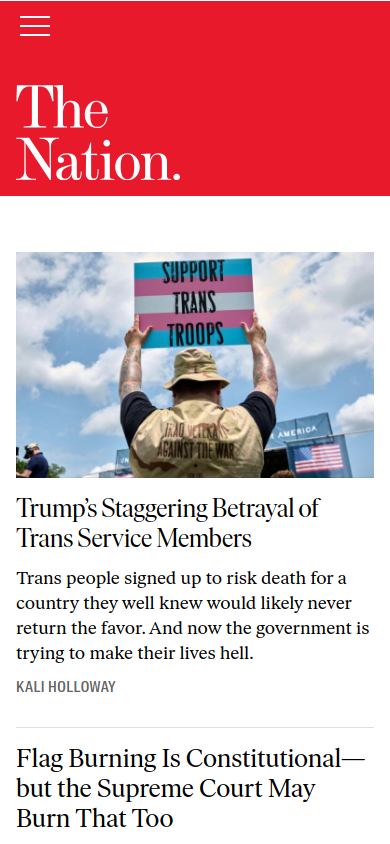 The
Nation.
SUPPORT
TRANS
TROOPS
IRAQ VETERANS
AGAINST THE WAR
AMERICA
Trump’s Staggering Betrayal of
Trans Service Members
Trans people signed up to risk death for a
country they well knew would likely never
return the favor. And now the government is
trying to make their lives hell.
KALI HOLLOWAY
Flag Burning Is Constitutional—
but the Supreme Court May
Burn That Too